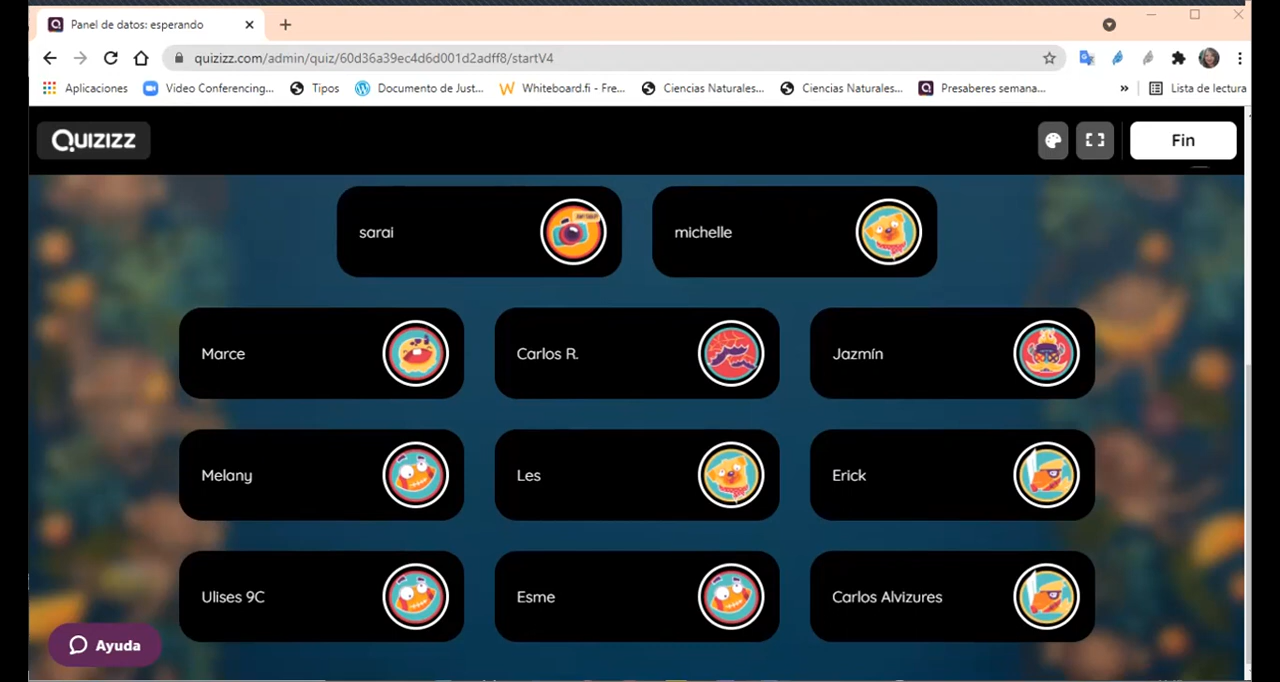 Panel de datos: esperando
quizizz.com/admin/quiz/60d36a39ec4d6d001d2adff8/startV4
Aplicaciones Video Conferencing... Tipos Documento de Just... Whiteboard.fi - Fre... Ciencias Naturales... Ciencias Naturales... Presaberes semana... » Lista de lectura
QUIZIZZ Fin
sarai michelle
Marce Carlos R. Jazmín
Melany Les Erick
Ulises 9C Esme Carlos Alvizures
Ayuda